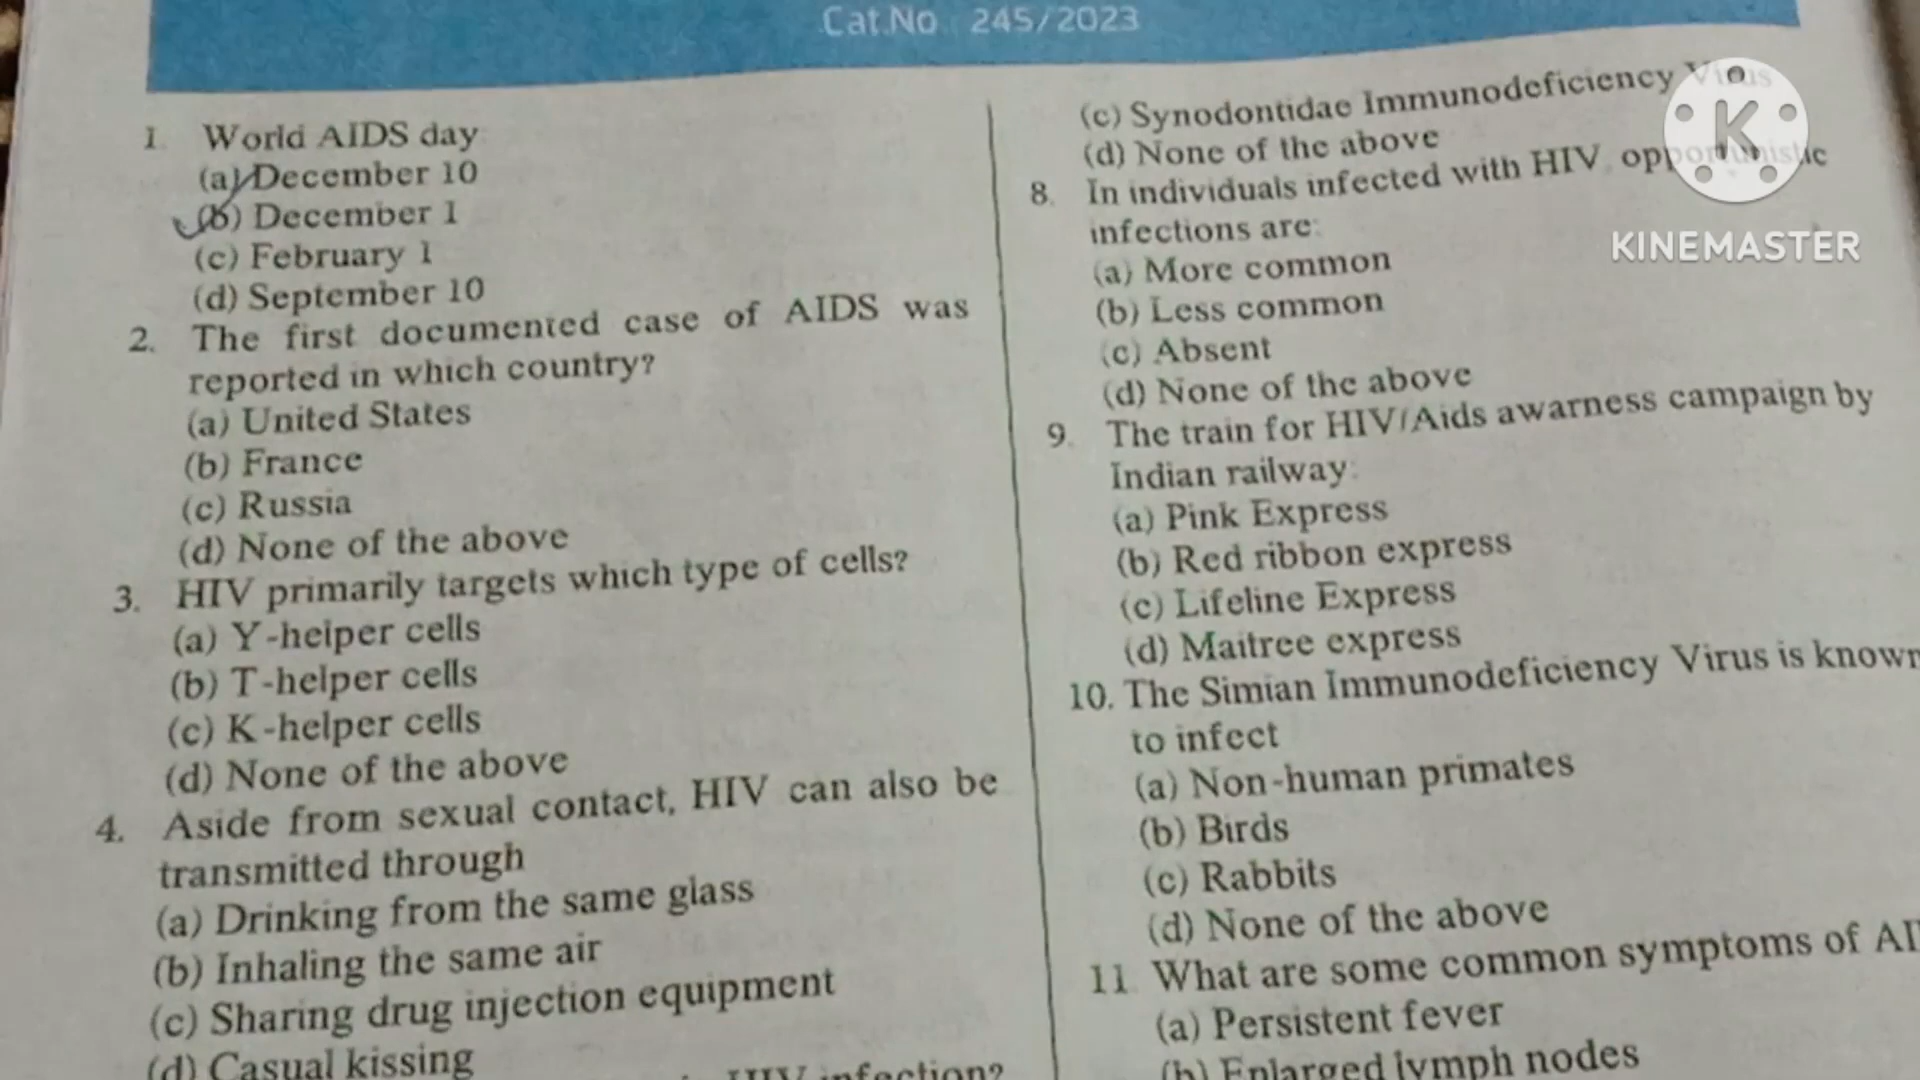 Cat.No 245/2023
1. World AIDS day
(a) December 10
(b) December 1
(c) February 1
(d) September 10
2. The first documented case of AIDS was
reported in which country?
(a) United States
(b) France
(c) Russia
(d) None of the above
3. HIV primarily targets which type of cells?
(a) Y-helper cells
(b) T-helper cells
(c) K-helper cells
(d) None of the above
4. Aside from sexual contact, HIV can also be
transmitted through
(a) Drinking from the same glass
(b) Inhaling the same air
(c) Sharing drug injection equipment
(d) Casual kissing
HIV infection?
(c) Synodontidae Immunodeficiency Virus
(d) None of the above
8. In individuals infected with HIV, opportunistic
infections are:
(a) More common
(b) Less common
(c) Absent
(d) None of the above
9. The train for HIV/Aids awarness campaign by
Indian railway:
(a) Pink Express
(b) Red ribbon express
(c) Lifeline Express
(d) Maitree express
10. The Simian Immunodeficiency Virus is known
to infect
(a) Non-human primates
(b) Birds
(c) Rabbits
(d) None of the above
11 What are some common symptoms of
(a) Persistent fever
(b) Enlarged lymph nodes
K
KINEMASTER